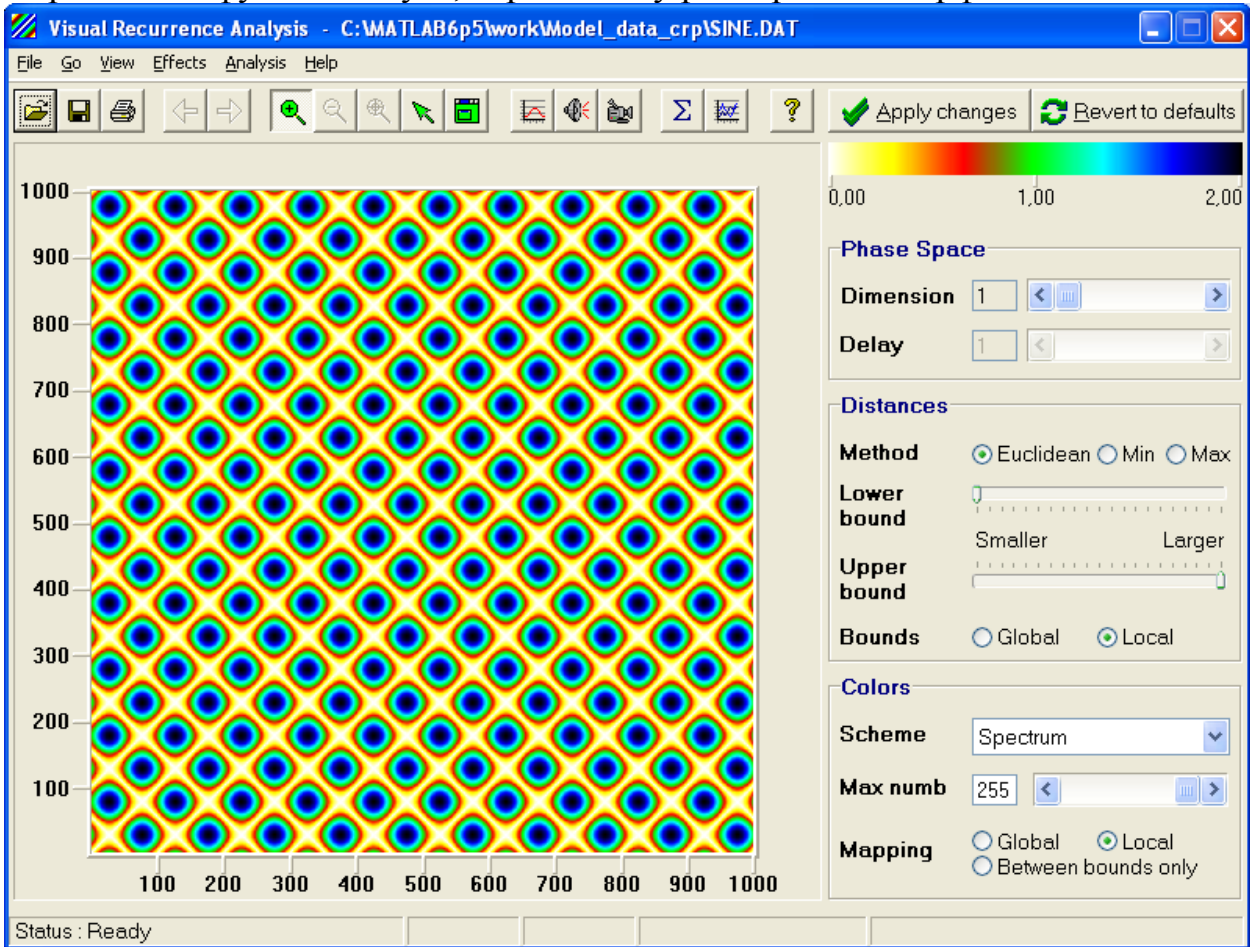 Visual Recurrence Analysis - C:\MATLAB6p5\work\Model_data_crp\SINE.DAT
File Go View Effects Analysis Help
Σ ? Apply changes Revert to defaults
0,00 1,00 2,00
1000
900
800
700
600
500
400
300
200
100
100 200 300 400 500 600 700 800 900 1000
Phase Space
Dimension 1
Delay 1
Distances
Method Euclidean Min Max
Lower bound
Smaller Larger
Upper bound
Bounds Global Local
Colors
Scheme Spectrum
Max numb 255
Mapping Global Local
Between bounds only
Status : Ready